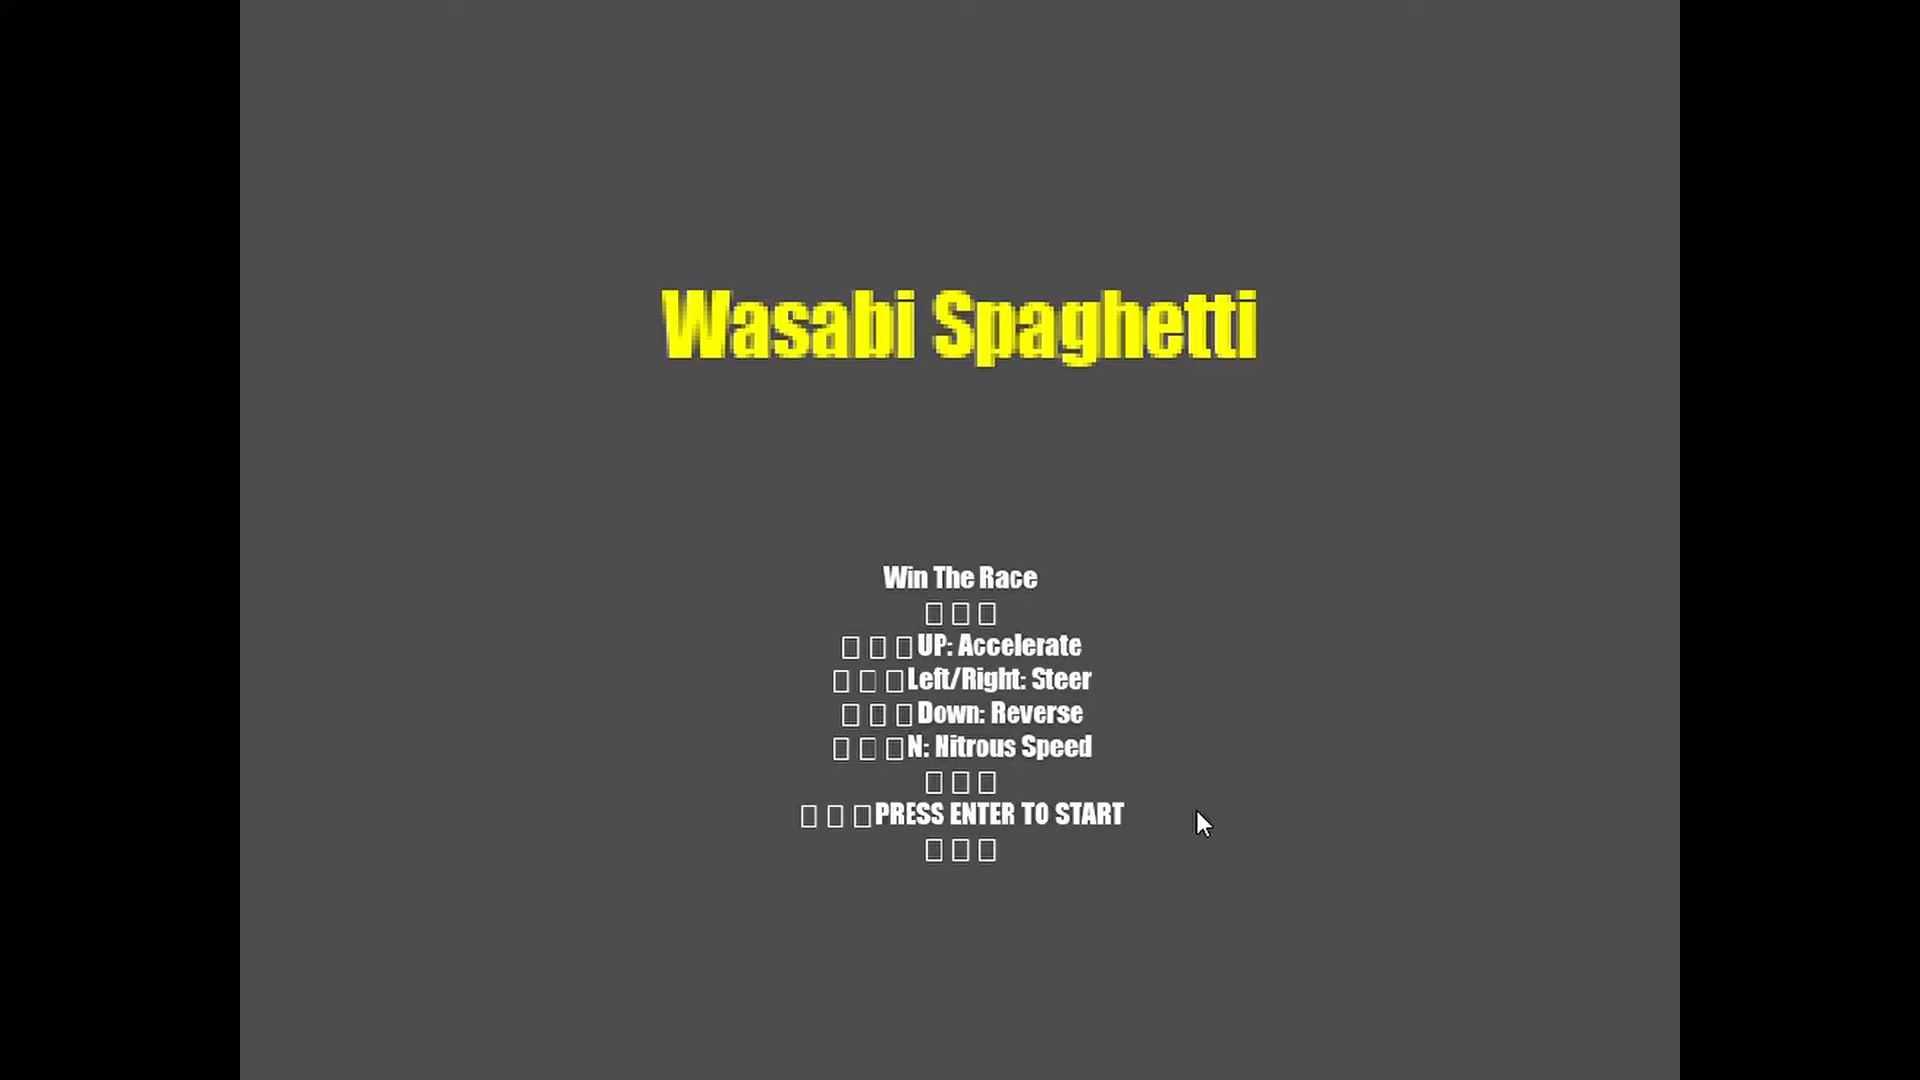 Wasabi Spaghetti
Win The Race
□ □ □
□ □ □UP: Accelerate
□ □ □Left/Right: Steer
□ □ □Down: Reverse
□ □ □N: Nitrous Speed
□ □ □
□ □ □PRESS ENTER TO START
□ □ □